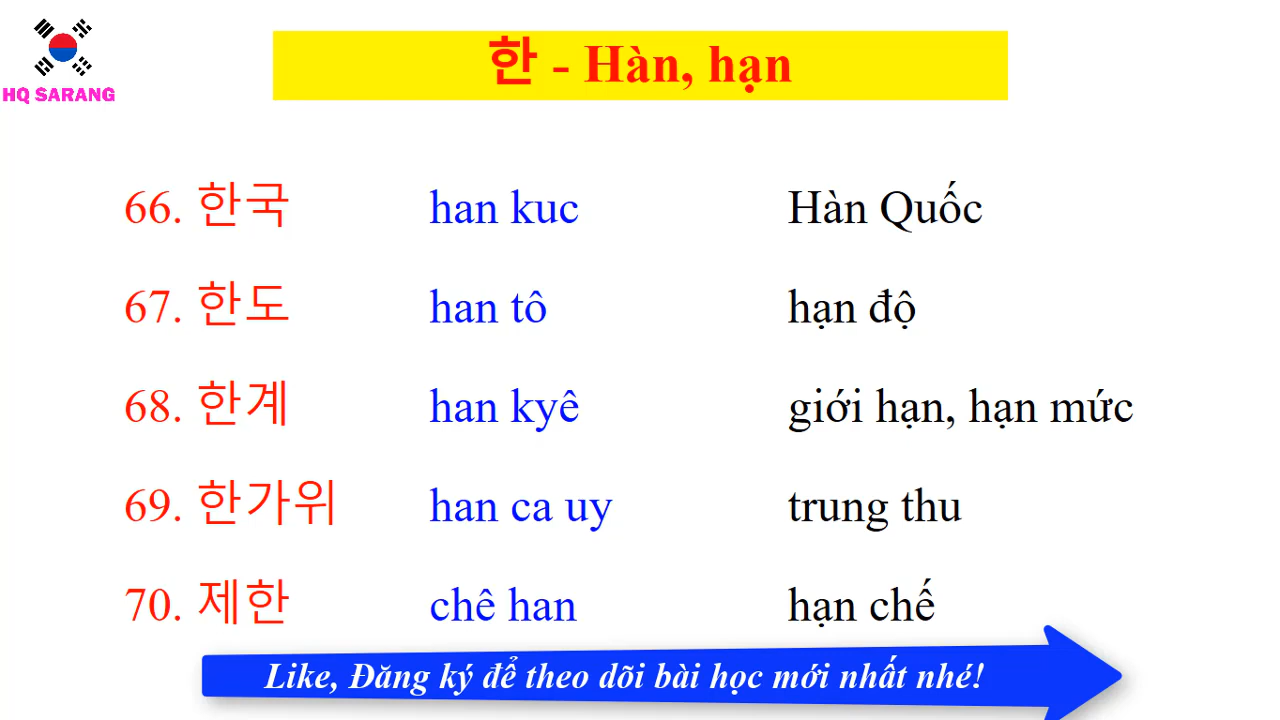 HQ SARANG
한 - Hàn, hạn
66. 한국 han kuc Hàn Quốc
67. 한도 han tô hạn độ
68. 한계 han kyê giới hạn, hạn mức
69. 한가위 han ca uy trung thu
70. 제한 chê han hạn chế
Like, Đăng ký để theo dõi bài học mới nhất nhé!